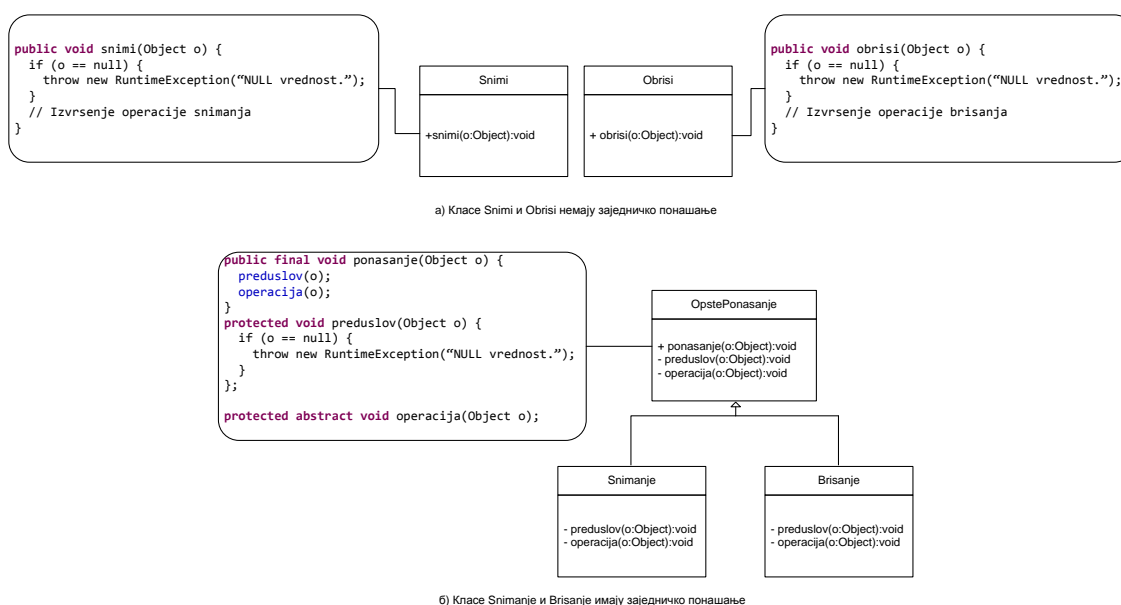 public void snimi(Object o) {
if (o == null) {
throw new RuntimeException(“NULL vrednost.”);
}
// Izvrsenje operacije snimanja
}
Snimi
+snimi(o:Object):void
Obrisi
+ obrisi(o:Object):void
public void obrisi(Object o) {
if (o == null) {
throw new RuntimeException(“NULL vrednost.”);
}
// Izvrsenje operacije brisanja
}
а) Класе Snimi и Obrisi немају заједничко понашање
public final void ponasanje(Object o) {
preduslov(o);
operacija(o);
}
protected void preduslov(Object o) {
if (o == null) {
throw new RuntimeException(“NULL vrednost.”);
}
};
protected abstract void operacija(Object o);
OpstePonasanje
+ ponasanje(o:Object):void
- preduslov(o:Object):void
- operacija(o:Object):void
Snimanje
- preduslov(o:Object):void
- operacija(o:Object):void
Brisanje
- preduslov(o:Object):void
- operacija(o:Object):void
б) Класе Snimanje и Brisanje имају заједничко понашање